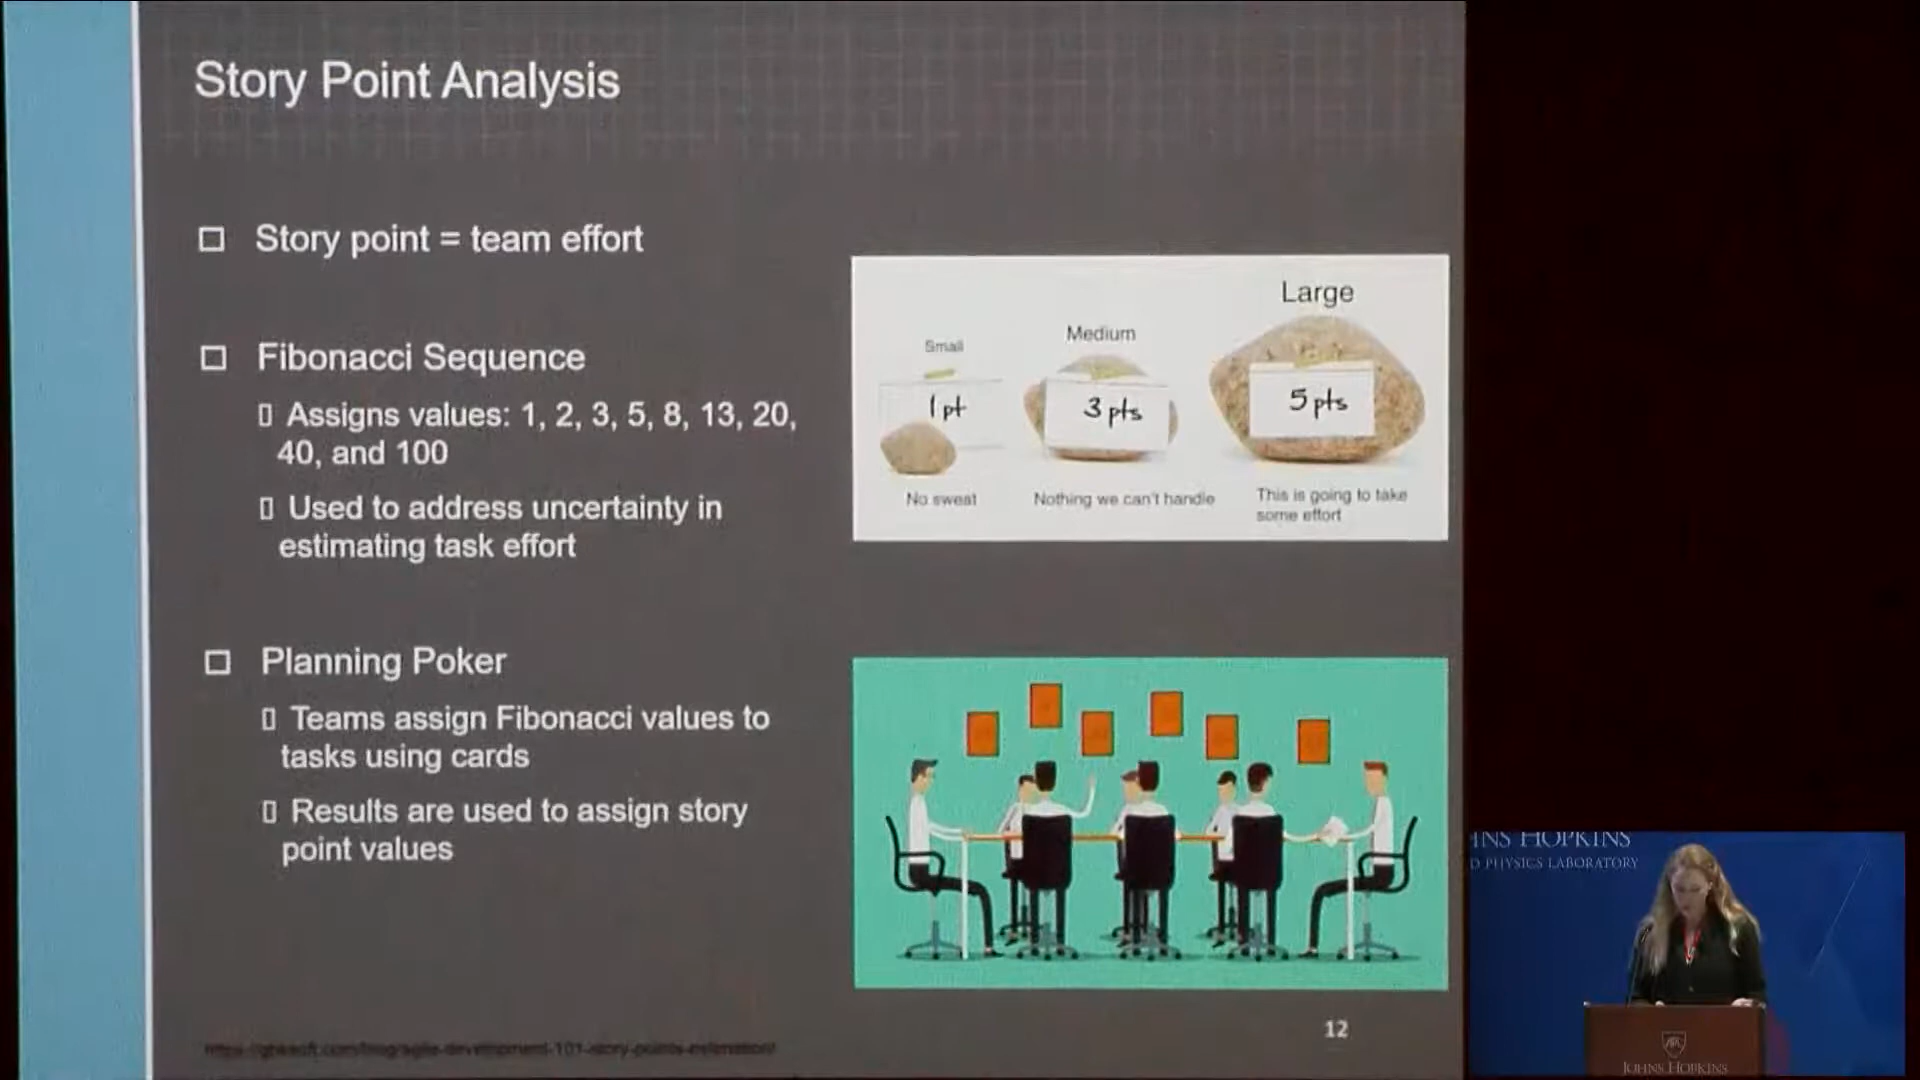 Story Point Analysis
Story point = team effort
Fibonacci Sequence
Assigns values: 1, 2, 3, 5, 8, 13, 20,
40, and 100
Used to address uncertainty in
estimating task effort
Planning Poker
Teams assign Fibonacci values to
tasks using cards
Results are used to assign story
point values
Small
Medium
Large
1 pt
3 pts
5 pts
No sweat
Nothing we can't handle
This is going to take
some effort
12
HNS HOPKINS
D PHYSICS LABORATORY
JOHNS HOPKINS